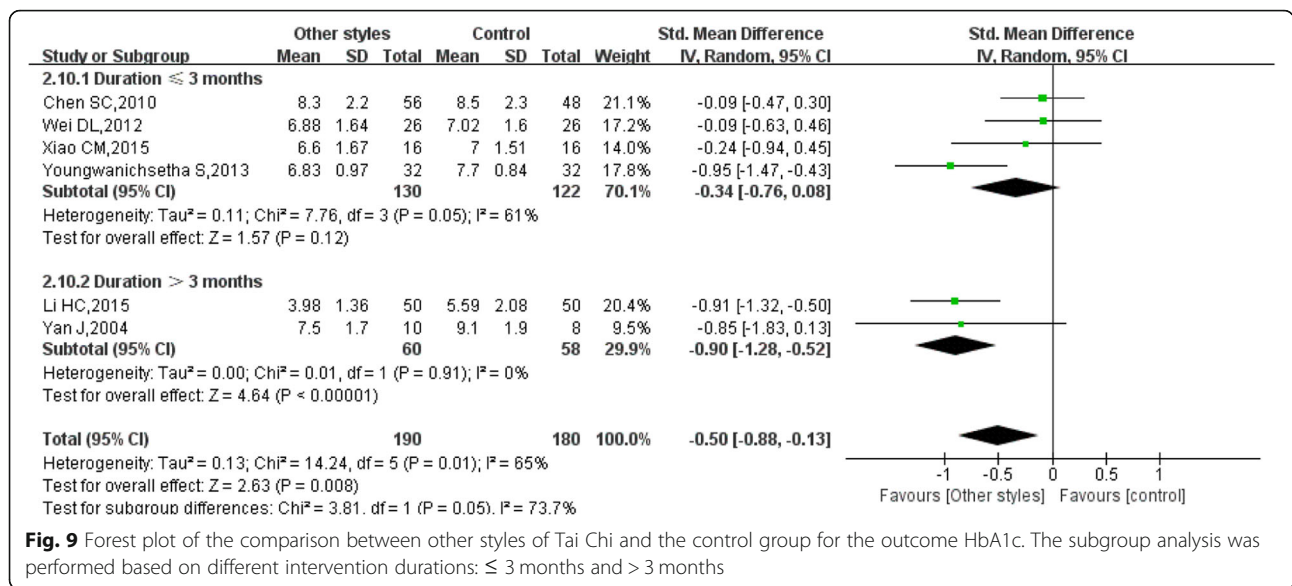 Other styles Control Std. Mean Difference Std. Mean Difference
Study or Subgroup Mean SD Total Mean SD Total Weight IV, Random, 95% CI IV, Random, 95% CI
2.10.1 Duration ≤ 3 months
Chen SC,2010 8.3 2.2 56 8.5 2.3 48 21.1% -0.09 [-0.47, 0.30]
Wei DL,2012 6.88 1.64 26 7.02 1.6 26 17.2% -0.09 [-0.63, 0.46]
Xiao CM,2015 6.6 1.67 16 7 1.51 16 14.0% -0.24 [-0.94, 0.45]
Youngwanichsetha S,2013 6.83 0.97 32 7.7 0.84 32 17.8% -0.95 [-1.47, -0.43]
Subtotal (95% CI) 130 122 70.1% -0.34 [-0.76, 0.08]
Heterogeneity: Tau² = 0.11; Chi² = 7.76, df = 3 (P = 0.05); I² = 61%
Test for overall effect: Z = 1.57 (P = 0.12)
2.10.2 Duration > 3 months
Li HC,2015 3.98 1.36 50 5.59 2.08 50 20.4% -0.91 [-1.32, -0.50]
Yan J,2004 7.5 1.7 10 9.1 1.9 8 9.5% -0.85 [-1.83, 0.13]
Subtotal (95% CI) 60 58 29.9% -0.90 [-1.28, -0.52]
Heterogeneity: Tau² = 0.00; Chi² = 0.01, df = 1 (P = 0.91); I² = 0%
Test for overall effect: Z = 4.64 (P < 0.00001)
Total (95% CI) 190 180 100.0% -0.50 [-0.88, -0.13]
Heterogeneity: Tau² = 0.13; Chi² = 14.24, df = 5 (P = 0.01); I² = 65%
Test for overall effect: Z = 2.63 (P = 0.008)
Test for subgroup differences: Chi² = 3.81, df = 1 (P = 0.05), I² = 73.7%
-1 -0.5 0 0.5 1
Favours [Other styles] Favours [control]
Fig. 9 Forest plot of the comparison between other styles of Tai Chi and the control group for the outcome HbA1c. The subgroup analysis was
performed based on different intervention durations: ≤ 3 months and > 3 months